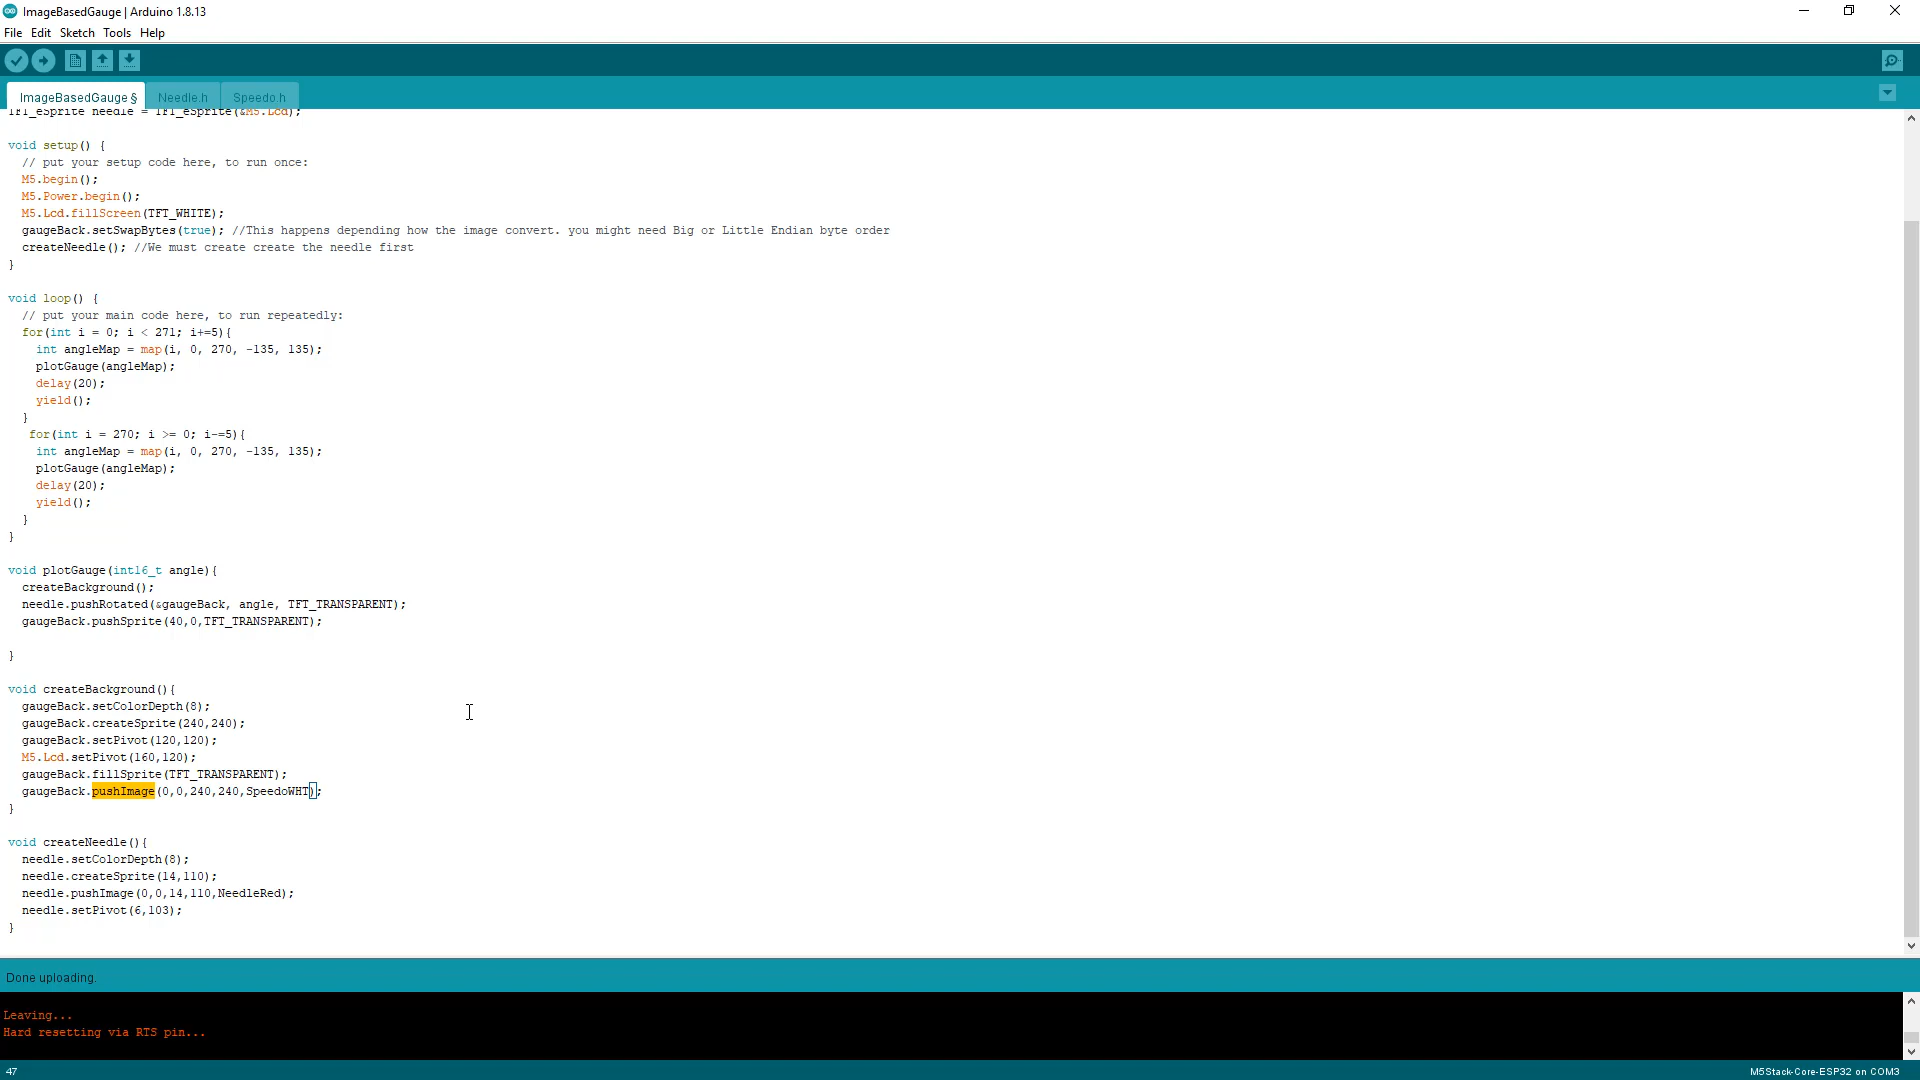 ImageBasedGauge | Arduino 1.8.13
File Edit Sketch Tools Help
ImageBasedGauge § Needle.h Speedo.h
TFT_eSprite needle = TFT_eSprite(&M5.Lcd);
void setup() {
// put your setup code here, to run once:
M5.begin();
M5.Power.begin();
M5.Lcd.fillScreen(TFT_WHITE);
gaugeBack.setSwapBytes(true); //This happens depending how the image convert. you might need Big or Little Endian byte order
createNeedle(); //We must create create the needle first
}
void loop() {
// put your main code here, to run repeatedly:
for(int i = 0; i < 271; i+=5){
int angleMap = map(i, 0, 270, -135, 135);
plotGauge(angleMap);
delay(20);
yield();
}
for(int i = 270; i >= 0; i-=5){
int angleMap = map(i, 0, 270, -135, 135);
plotGauge(angleMap);
delay(20);
yield();
}
}
void plotGauge(int16_t angle){
createBackground();
needle.pushRotated(&gaugeBack, angle, TFT_TRANSPARENT);
gaugeBack.pushSprite(40,0,TFT_TRANSPARENT);
}
void createBackground(){
gaugeBack.setColorDepth(8);
gaugeBack.createSprite(240,240);
gaugeBack.setPivot(120,120);
M5.Lcd.setPivot(160,120);
gaugeBack.fillSprite(TFT_TRANSPARENT);
gaugeBack.pushImage(0,0,240,240,SpeedoWHT);
}
void createNeedle(){
needle.setColorDepth(8);
needle.createSprite(14,110);
needle.pushImage(0,0,14,110,NeedleRed);
needle.setPivot(6,103);
}
Done uploading.
Leaving...
Hard resetting via RTS pin...
47 M5Stack-Core-ESP32 on COM3